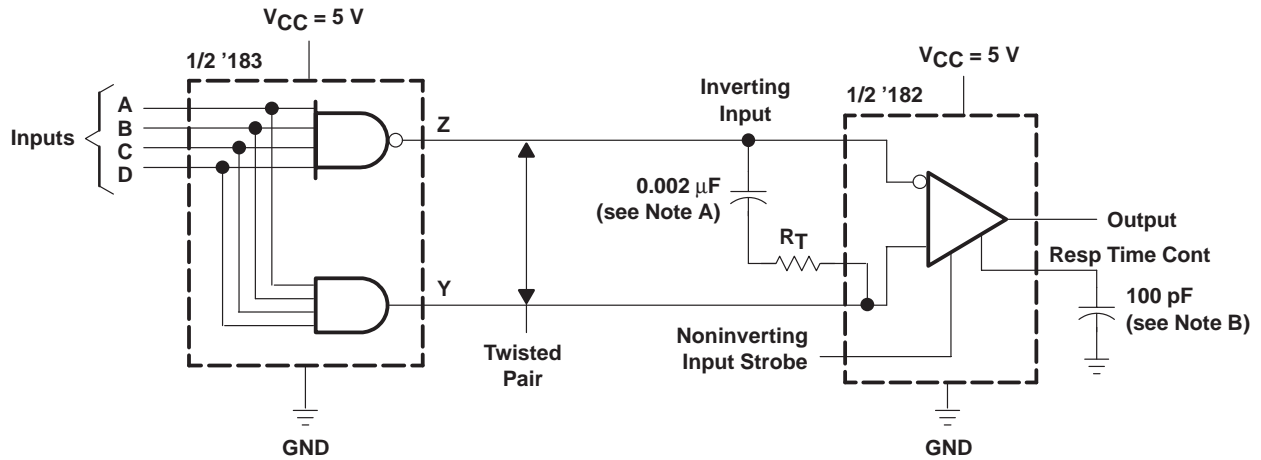 VCC = 5 V
1/2 '183
Inputs
A
B
C
D
Z
Y
Twisted
Pair
GND
Inverting
Input
0.002 μF
(see Note A)
RT
VCC = 5 V
1/2 '182
Output
Resp Time Cont
100 pF
(see Note B)
Noninverting
Input Strobe
GND